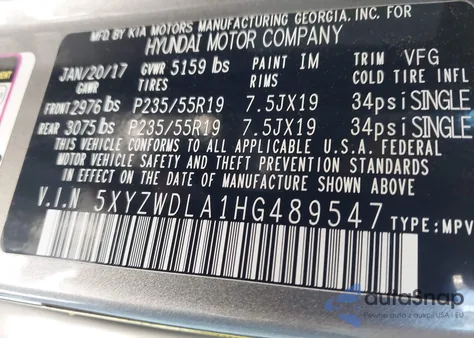 MFD BY KIA MOTORS MANUFACTURING GEORGIA, INC. FOR
HYUNDAI MOTOR COMPANY
JAN/20/17 GVWR 5159 lbs PAINT IM TRIM VFG
GAWR TIRES RIMS COLD TIRE INFL
FRONT 2976 lbs P235/55R19 7.5JX19 34psi SINGLE
REAR 3075 lbs P235/55R19 7.5JX19 34psi SINGLE
THIS VEHICLE CONFORMS TO ALL APPLICABLE U.S.A. FEDERAL
MOTOR VEHICLE SAFETY AND THEFT PREVENTION STANDARDS
IN EFFECT ON THE DATE OF MANUFACTURE SHOWN ABOVE
V.I.N 5XYZWDLA1HG489547 TYPE:MPV
autosnap